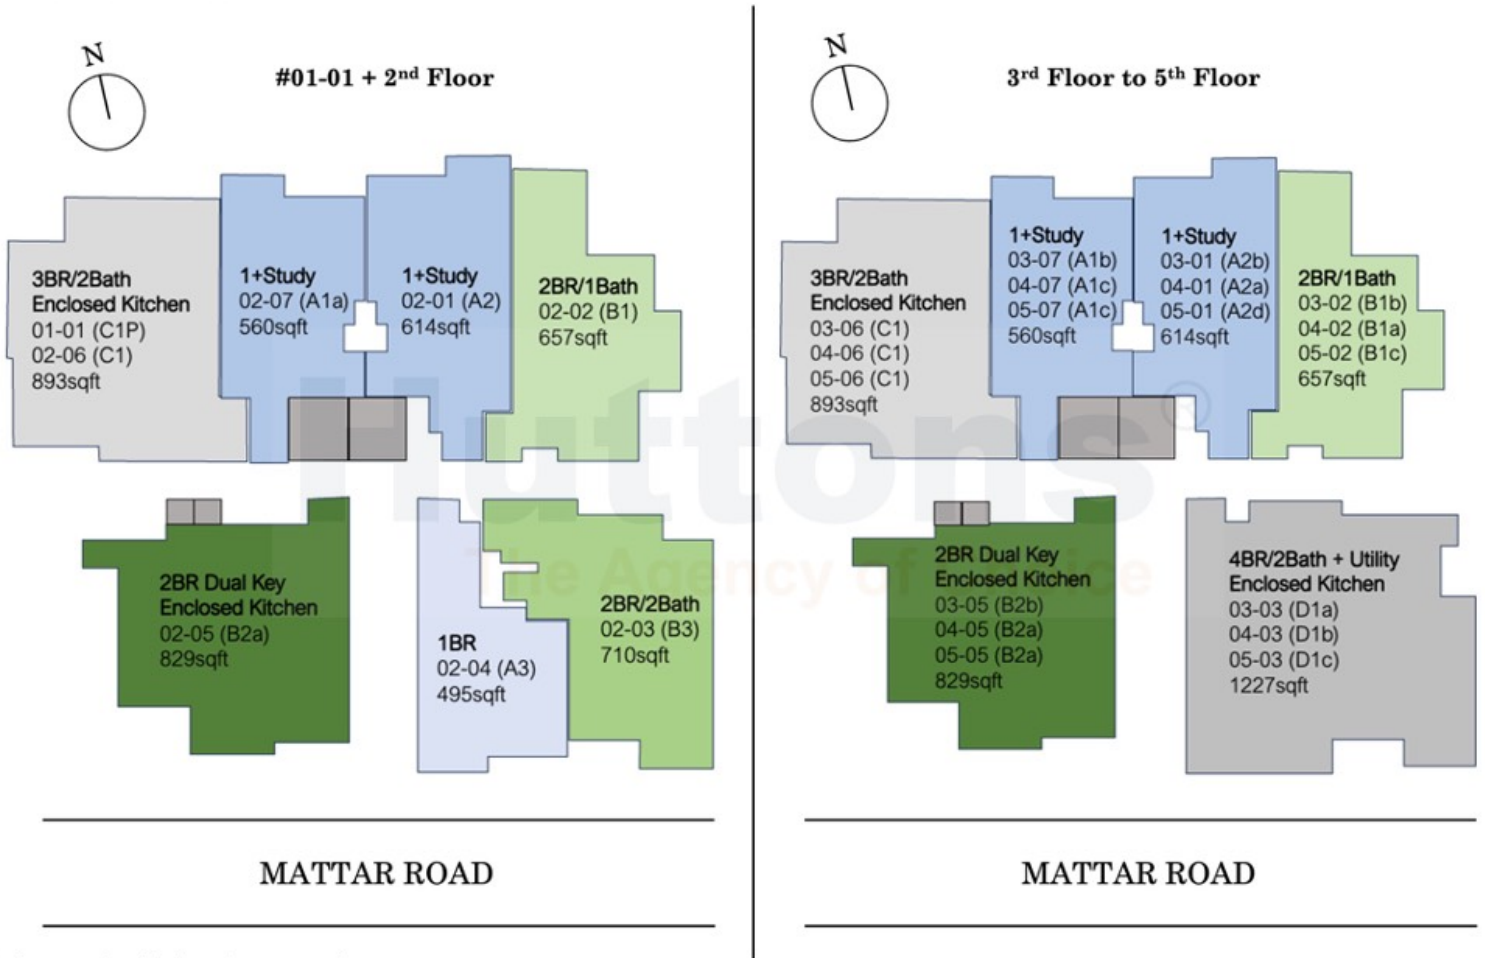 N
#01-01 + 2nd Floor
3BR/2Bath
Enclosed Kitchen
01-01 (C1P)
02-06 (C1)
893sqft
1+Study
02-07 (A1a)
560sqft
1+Study
02-01 (A2)
614sqft
2BR/1Bath
02-02 (B1)
657sqft
2BR Dual Key
Enclosed Kitchen
02-05 (B2a)
829sqft
1BR
02-04 (A3)
495sqft
2BR/2Bath
02-03 (B3)
710sqft
MATTAR ROAD
N
3rd Floor to 5th Floor
3BR/2Bath
Enclosed Kitchen
03-06 (C1)
04-06 (C1)
05-06 (C1)
893sqft
1+Study
03-07 (A1b)
04-07 (A1c)
05-07 (A1c)
560sqft
1+Study
03-01 (A2b)
04-01 (A2a)
05-01 (A2d)
614sqft
2BR/1Bath
03-02 (B1b)
04-02 (B1a)
05-02 (B1c)
657sqft
2BR Dual Key
Enclosed Kitchen
03-05 (B2b)
04-05 (B2a)
05-05 (B2a)
829sqft
4BR/2Bath + Utility
Enclosed Kitchen
03-03 (D1a)
04-03 (D1b)
05-03 (D1c)
1227sqft
MATTAR ROAD
Huttons®
The Agency of Choice